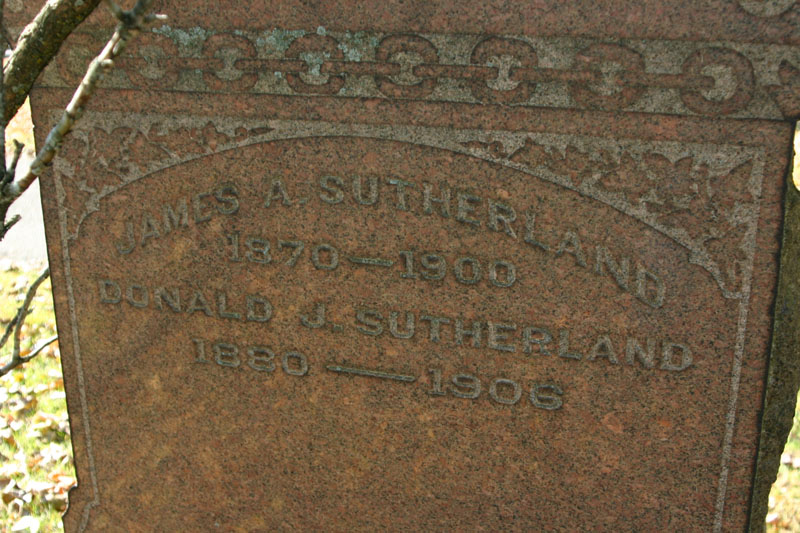 JAMES A. SUTHERLAND
1870 — 1900
DONALD J. SUTHERLAND
1880 — 1906